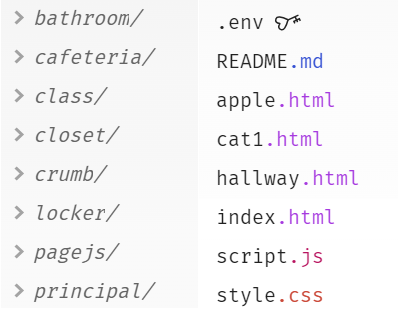 bathroom/
cafeteria/
class/
closet/
crumb/
locker/
pagejs/
principal/
.env
README.md
apple.html
cat1.html
hallway.html
index.html
script.js
style.css